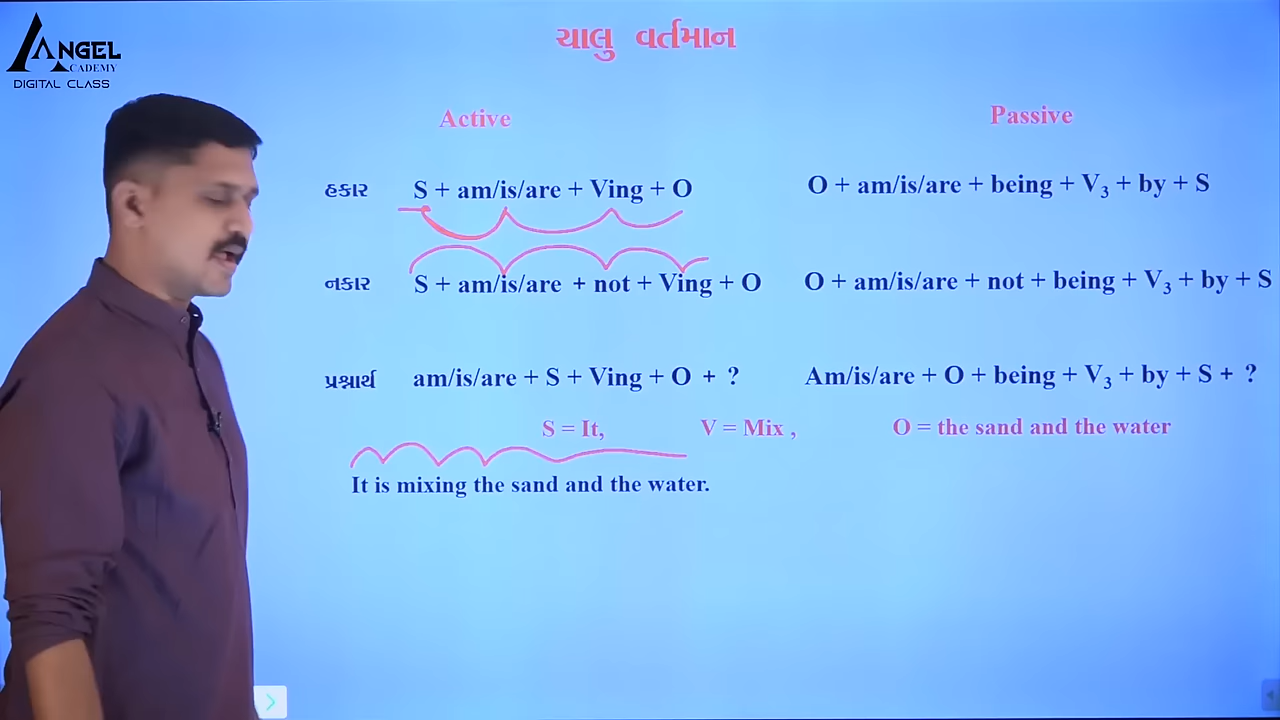 ANGEL
ACADEMY
DIGITAL CLASS
ચાલુ વર્તમાન
Active Passive
હકાર S + am/is/are + Ving + O O + am/is/are + being + V₃ + by + S
નકાર S + am/is/are + not + Ving + O O + am/is/are + not + being + V₃ + by + S
પ્રશ્નાર્થ am/is/are + S + Ving + O + ? Am/is/are + O + being + V₃ + by + S + ?
S = It, V = Mix , O = the sand and the water
It is mixing the sand and the water.